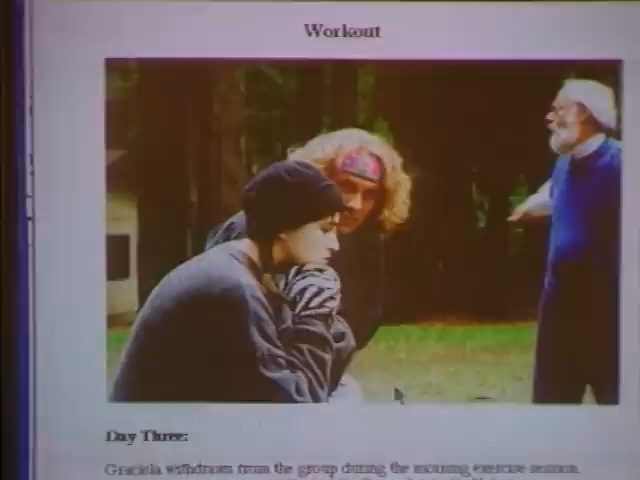 Workout
Day Three:
Graciela withdraws from the group during the morning exercise session.